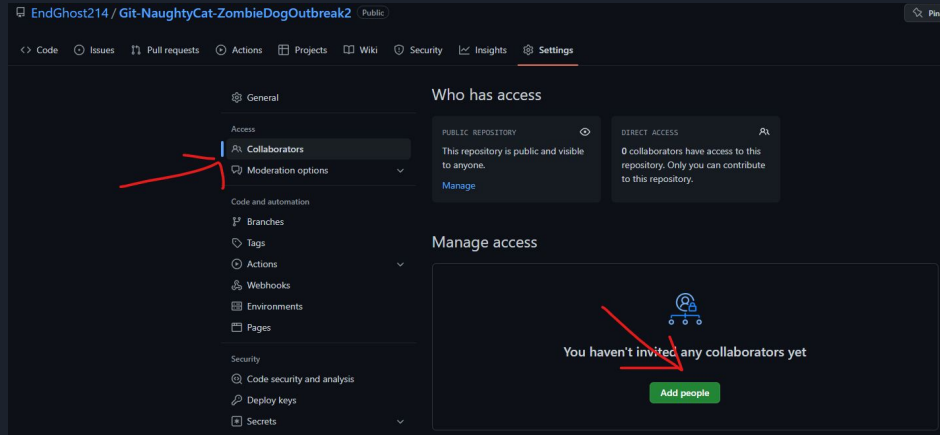 EndGhost214 / Git-NaughtyCat-ZombieDogOutbreak2 Public
Pin
Code Issues Pull requests Actions Projects Wiki Security Insights Settings
General
Access
Collaborators
Moderation options
Code and automation
Branches
Tags
Actions
Webhooks
Environments
Pages
Security
Code security and analysis
Deploy keys
Secrets
Who has access
PUBLIC REPOSITORY
This repository is public and visible
to anyone.
Manage
DIRECT ACCESS
0 collaborators have access to this
repository. Only you can contribute
to this repository.
Manage access
You haven't invited any collaborators yet
Add people